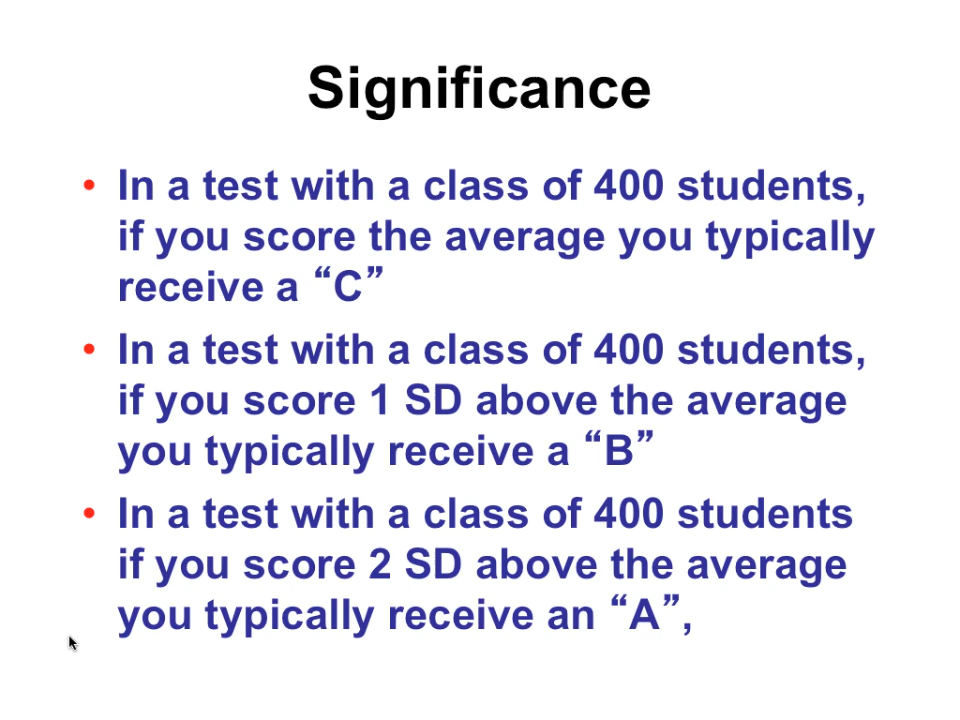 Significance
• In a test with a class of 400 students,
if you score the average you typically
receive a “C”
• In a test with a class of 400 students,
if you score 1 SD above the average
you typically receive a “B”
• In a test with a class of 400 students
if you score 2 SD above the average
you typically receive an “A”,